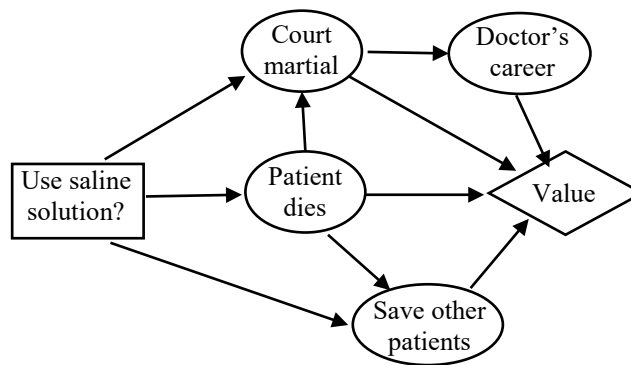 Court
martial
Doctor's
career
Use saline
solution?
Patient
dies
Value
Save other
patients